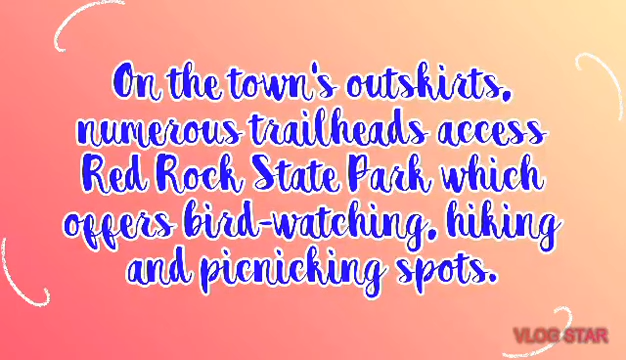 On the town's outskirts,
numerous trailheads access
Red Rock State Park which
offers bird-watching, hiking
and picnicking spots.
VLOG STAR